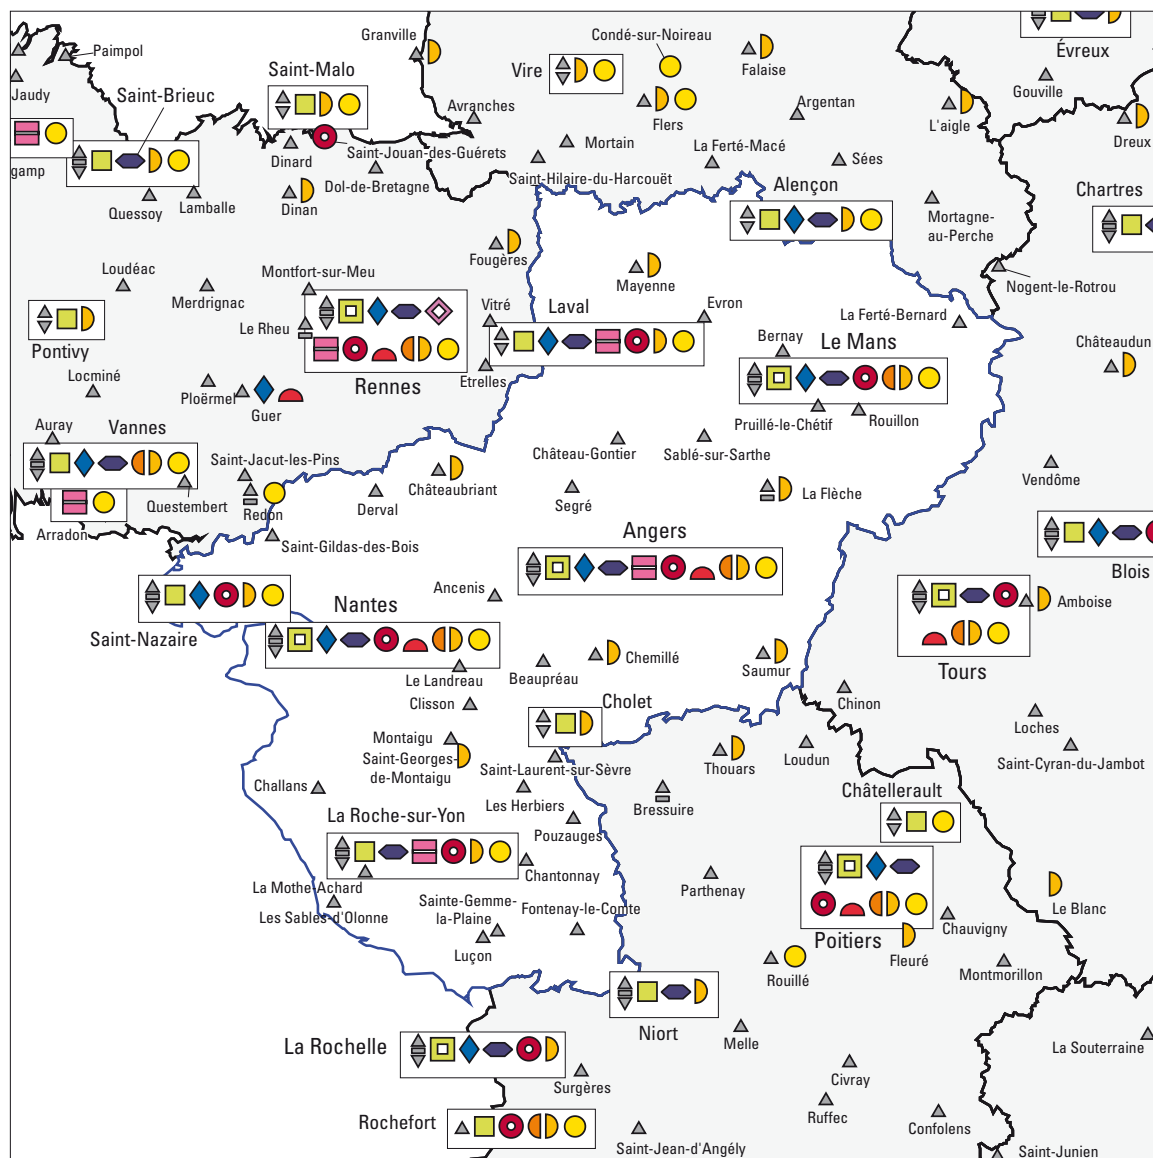 Paimpol
Granville
Condé-sur-Noireau
Falaise
Évreux
Jaudy
Saint-Malo
Vire
Gouville
Saint-Brieuc
Avranches
Flers
Argentan
L'aigle
Dreux
gamp
Dinard
Saint-Jouan-des-Guérets
Mortain
La Ferté-Macé
Sées
Dol-de-Bretagne
Saint-Hilaire-du-Harcouët
Alençon
Chartres
Quessoy
Lamballe
Dinan
Mortagne-
au-Perche
Fougères
Loudéac
Montfort-sur-Meu
Mayenne
Nogent-le-Rotrou
Merdrignac
Vitré
Laval
Evron
La Ferté-Bernard
Le Rheu
Bernay
Le Mans
Châteaudun
Pontivy
Locminé
Rennes
Etrelles
Ploërmel
Guer
Pruillé-le-Chétif
Rouillon
Auray
Vannes
Saint-Jacut-les-Pins
Château-Gontier
Sablé-sur-Sarthe
Vendôme
Châteaubriant
La Flèche
Questembert
Redon
Derval
Segré
Arradon
Saint-Gildas-des-Bois
Angers
Blois
Ancenis
Amboise
Nantes
Saint-Nazaire
Le Landreau
Beaupréau
Chemillé
Saumur
Tours
Clisson
Cholet
Chinon
Montaigu
Loches
Saint-Georges-
de-Montaigu
Saint-Laurent-sur-Sèvre
Thouars
Loudun
Saint-Cyran-du-Jambot
Challans
Les Herbiers
Bressuire
Châtellerault
La Roche-sur-Yon
Pouzauges
Chantonnay
Parthenay
La Mothe-Achard
Les Sables-d'Olonne
Sainte-Gemme-
la-Plaine
Fontenay-le-Comte
Le Blanc
Chauvigny
Poitiers
Fleuré
Luçon
Rouillé
Montmorillon
Niort
Melle
La Rochelle
La Souterraine
Surgères
Civray
Rochefort
Ruffec
Confolens
Saint-Jean-d'Angély
Saint-Junien